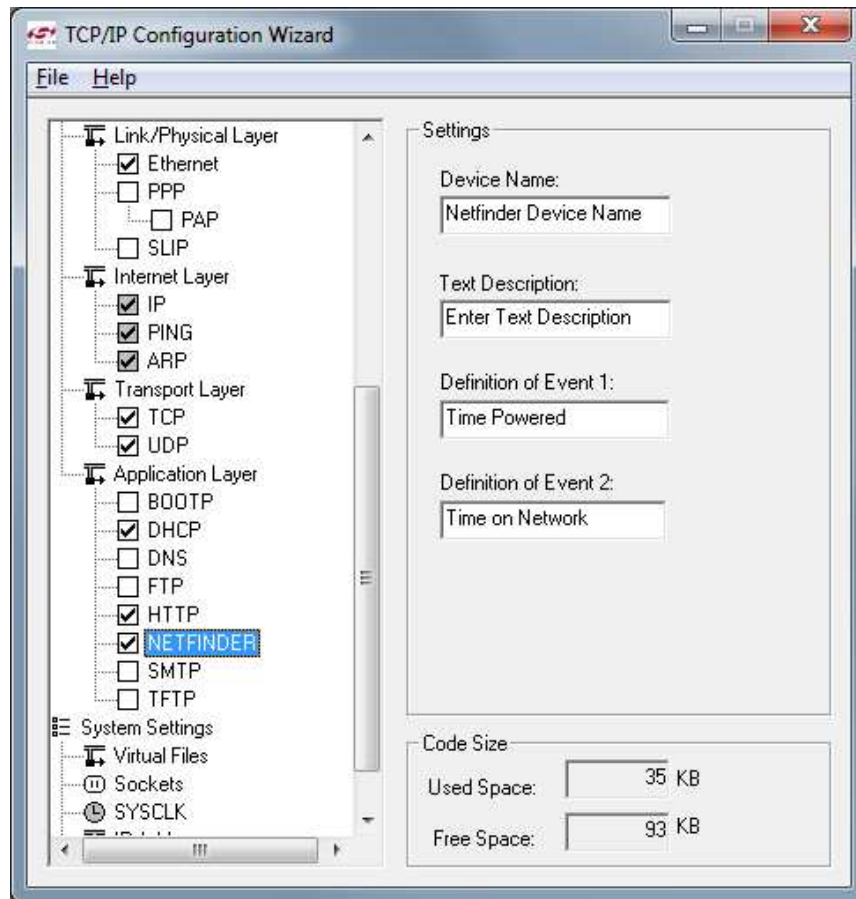 TCP/IP Configuration Wizard
File Help
Link/Physical Layer
Ethernet
PPP
PAP
SLIP
Internet Layer
IP
PING
ARP
Transport Layer
TCP
UDP
Application Layer
BOOTP
DHCP
DNS
FTP
HTTP
NETFINDER
SMTP
TFTP
System Settings
Virtual Files
Sockets
SYSCLK
Settings
Device Name:
Netfinder Device Name
Text Description:
Enter Text Description
Definition of Event 1:
Time Powered
Definition of Event 2:
Time on Network
Code Size
Used Space: 35 KB
Free Space: 93 KB